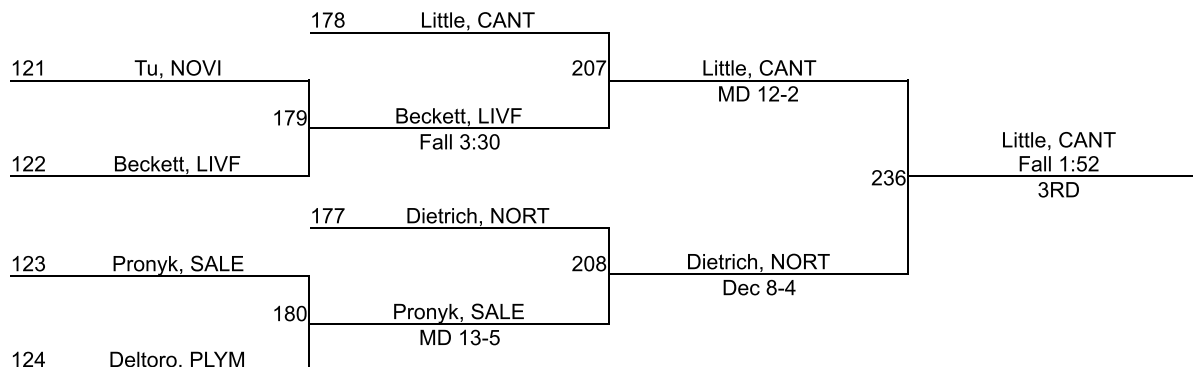 178 Little, CANT
121 Tu, NOVI
207 Little, CANT
MD 12-2
179 Beckett, LIVF
Fall 3:30
Little, CANT
Fall 1:52
3RD
122 Beckett, LIVF
236
177 Dietrich, NORT
123 Pronyk, SALE
208 Dietrich, NORT
Dec 8-4
180 Pronyk, SALE
MD 13-5
124 Deltoro, PLYM